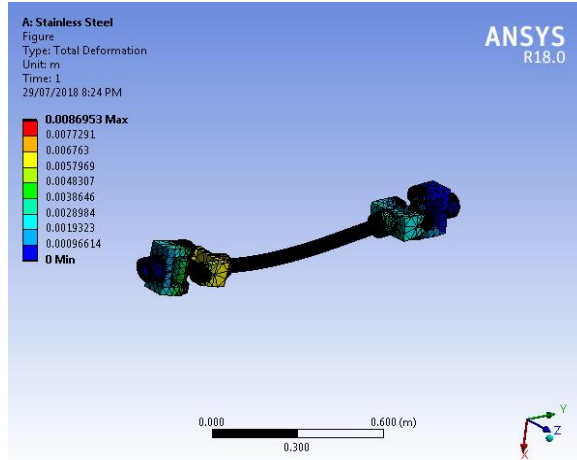 A: Stainless Steel
Figure
Type: Total Deformation
Unit: m
Time: 1
29/07/2018 8:24 PM
ANSYS
R18.0
0.0086953 Max
0.0077291
0.006763
0.0057969
0.0048307
0.0038646
0.0028984
0.0019323
0.00096614
0 Min
0.000
0.600 (m)
0.300
Y
Z
X